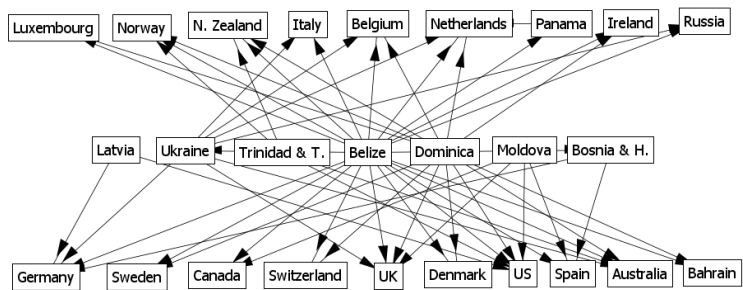 Luxembourg
Norway
N. Zealand
Italy
Belgium
Netherlands
Panama
Ireland
Russia
Latvia
Ukraine
Trinidad & T.
Belize
Dominica
Moldova
Bosnia & H.
Germany
Sweden
Canada
Switzerland
UK
Denmark
US
Spain
Australia
Bahrain